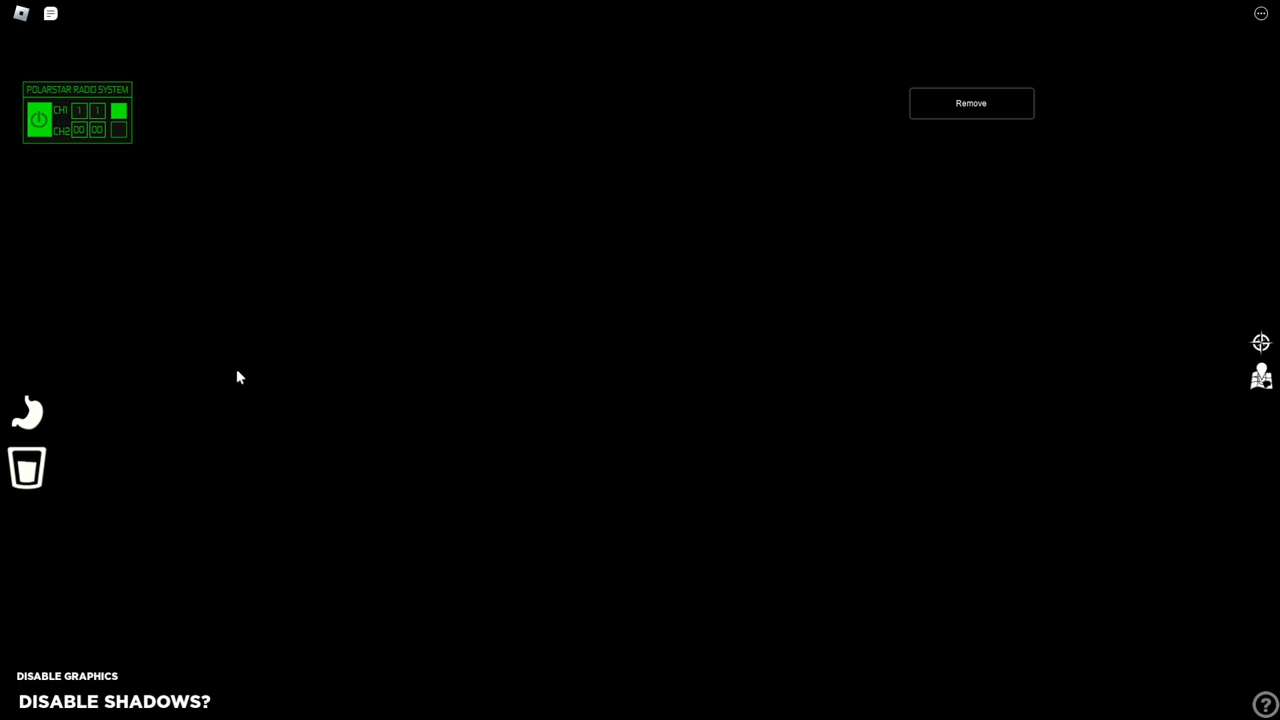 POLARSTAR RADIO SYSTEM
CH1 1 1
CH2 00 00
Remove
DISABLE GRAPHICS
DISABLE SHADOWS?
?